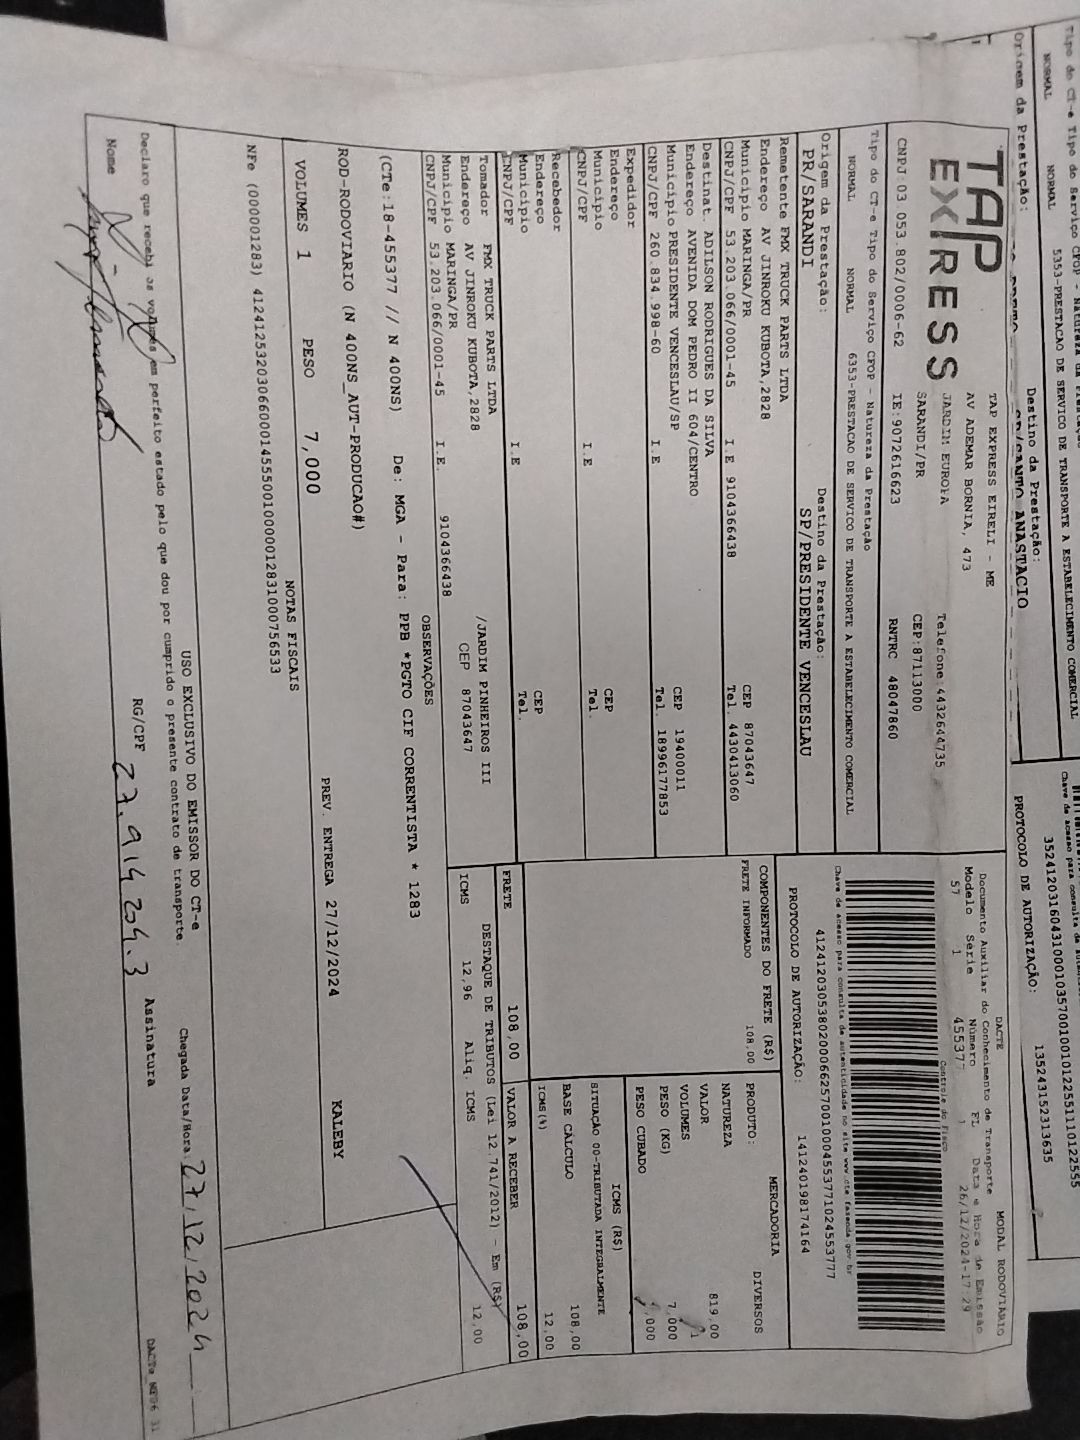 Tipo do CT-e Tipo do Serviço CFOP - Natureza da Prestação
NORMAL NORMAL 5353-PRESTACAO DE SERVICO DE TRANSPORTE A ESTABELECIMENTO COMERCIAL
Origem da Prestação: Destino da Prestação:
SP/SANTO ANASTACIO
Chave de acesso para consulta de
PROTOCOLO DE AUTORIZAÇÃO:
135243152313635
TAP EXPRESS
TAP EXPRESS EIRELI - ME
AV ADEMAR BORNIA, 473
JARDIM EUROPA
SARANDI/PR
Telefone:4432644735
CEP:87113000
CNPJ:03.053.802/0006-62 IE:9072616623 RNTRC 48047860
DACTE MODAL RODOVIARIO
Documento Auxiliar do Conhecimento de Transporte
Modelo Série Número FL Data e Hora de Emissão
57 1 455377 1 26/12/2024-17:29
Controle do Fisco
Chave de acesso para consulta de autenticidade no site www.cte.fazenda.gov.br
41241203053802000662570010004553771024553777
PROTOCOLO DE AUTORIZAÇÃO: 141240198174164
Tipo do CT-e Tipo do Serviço CFOP - Natureza da Prestação
NORMAL NORMAL 6353-PRESTACAO DE SERVICO DE TRANSPORTE A ESTABELECIMENTO COMERCIAL
Origem da Prestação: Destino da Prestação:
PR/SARANDI SP/PRESIDENTE VENCESLAU
Remetente FMX TRUCK PARTS LTDA
Endereço AV JINROKU KUBOTA,2828
Município MARINGA/PR CEP 87043647
CNPJ/CPF 53.203.066/0001-45 I.E 9104366438 Tel. 4430413060
Destinat. ADILSON RODRIGUES DA SILVA
Endereço AVENIDA DOM PEDRO II 604/CENTRO
Município PRESIDENTE VENCESLAU/SP CEP 19400011
CNPJ/CPF 260.834.998-60 I.E Tel. 18996177853
Expedidor
Endereço
Município CEP
CNPJ/CPF I.E Tel.
Recebedor
Endereço
Município CEP
CNPJ/CPF I.E Tel.
Tomador FMX TRUCK PARTS LTDA
Endereço AV JINROKU KUBOTA,2828 /JARDIM PINHEIROS III
Município MARINGA/PR CEP 87043647
CNPJ/CPF 53.203.066/0001-45 I.E. 9104366438
COMPONENTES DO FRETE (R$)
FRETE INFORMADO 108,00
MERCADORIA
PRODUTO: DIVERSOS
NATUREZA
VALOR 819,00
VOLUMES 1
PESO (KG) 7,000
PESO CUBADO ,000
ICMS (R$)
SITUAÇÃO 00-TRIBUTADA INTEGRALMENTE
BASE CÁLCULO 108,00
ICMS(%) 12,00
FRETE 108,00 VALOR A RECEBER 108,00
DESTAQUE DE TRIBUTOS (Lei 12.741/2012) - Em (R$)
ICMS 12,96 Aliq. ICMS 12,00
OBSERVAÇÕES
(CTe:18-455377 // N 400NS) De: MGA - Para: PPB *PGTO CIF CORRENTISTA * 1283
ROD-RODOVIARIO (N 400NS_AUT-PRODUCAO#)
VOLUMES 1 PESO 7,000 PREV. ENTREGA 27/12/2024 KALEBY
NOTAS FISCAIS
NFe (000001283) 41241253203066000145550010000012831000756533
USO EXCLUSIVO DO EMISSOR DO CT-e
Declaro que recebi os volumes em perfeito estado pelo que dou por cumprido o presente contrato de transporte. Chegada Data/Hora: 27/12/2024
Nome RG/CPF 27.914204.3 Assinatura